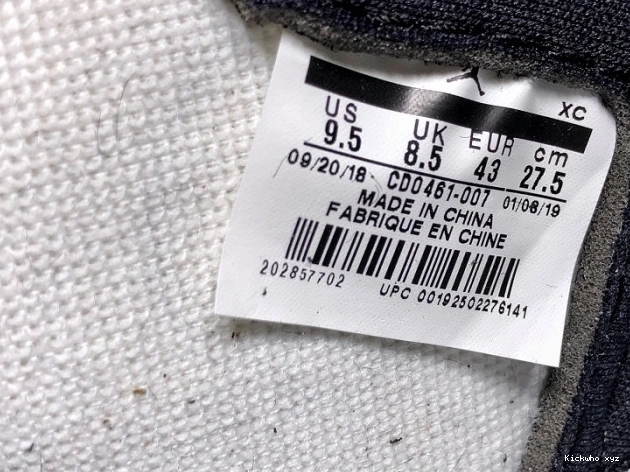 XC
US UK EUR cm
9.5 8.5 43 27.5
09/20/18 CD0461-007 01/08/19
MADE IN CHINA
FABRIQUE EN CHINE
202857702
UPC 00192502276141
Kickwho xyz